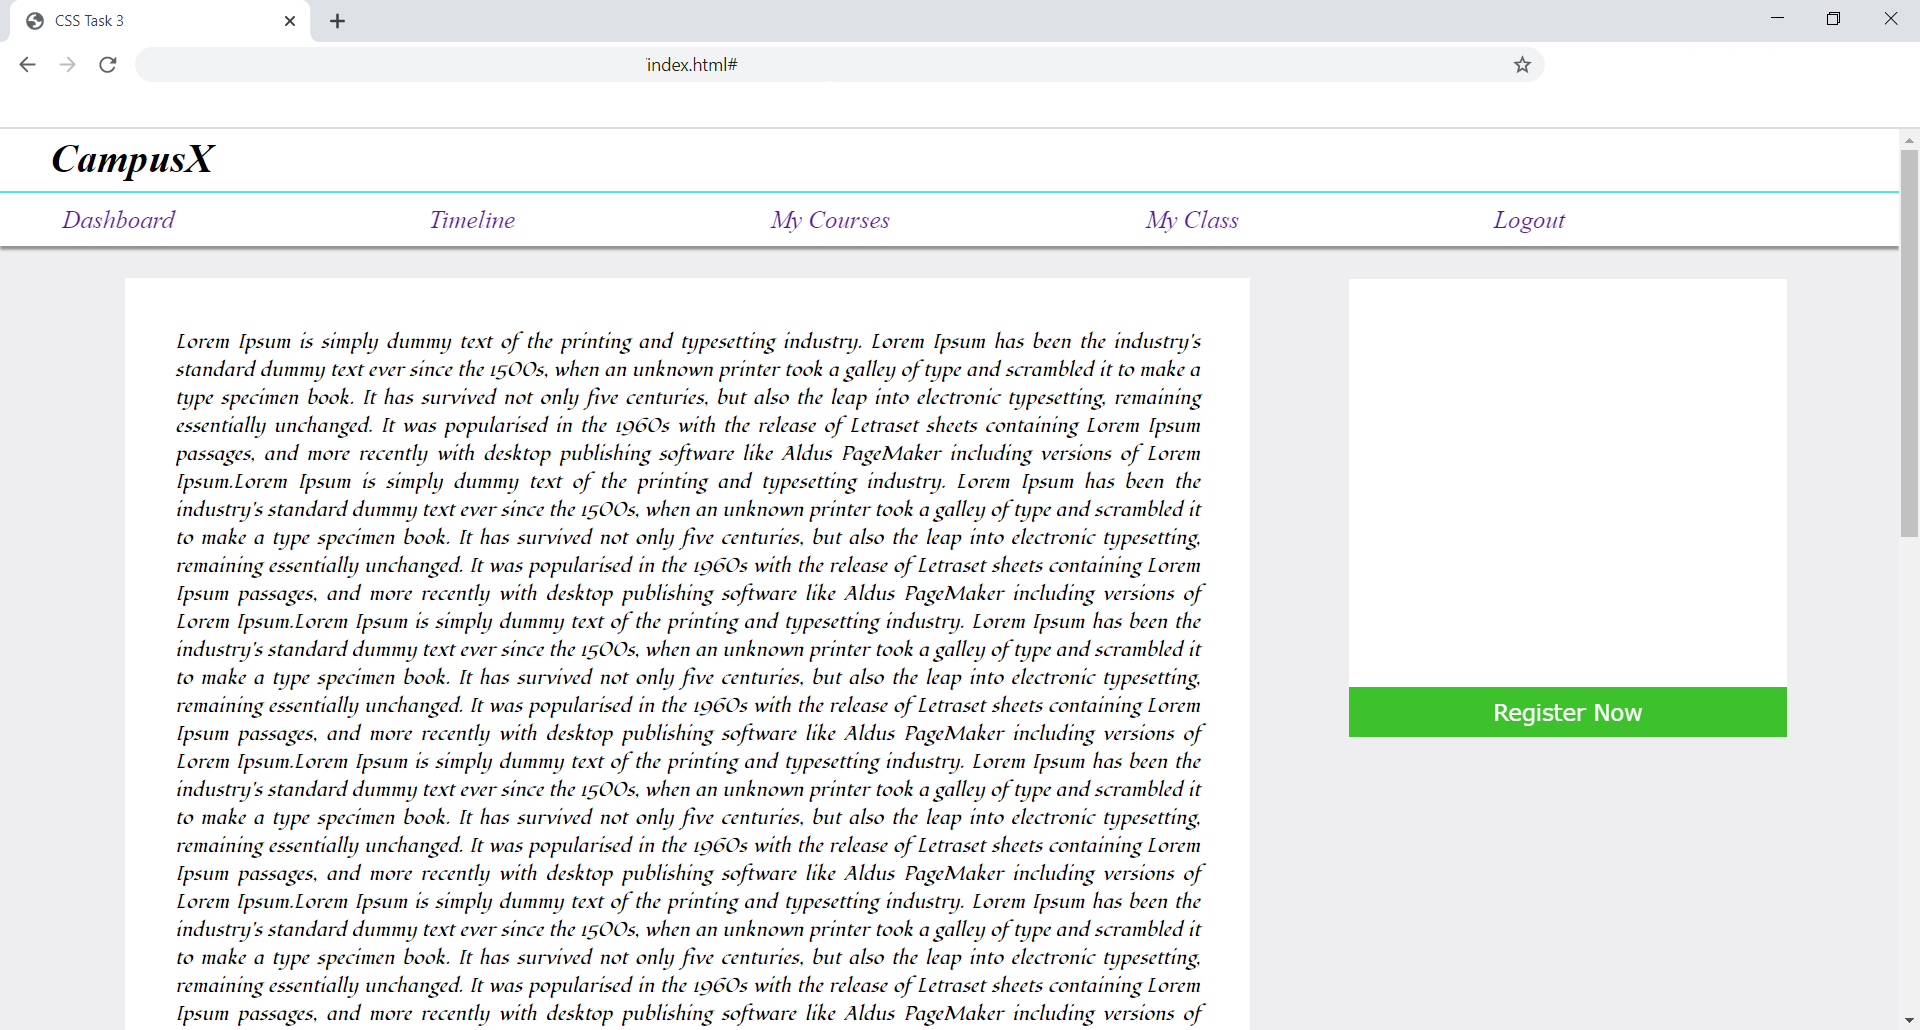 CSS Task 3
index.html#
CampusX
Dashboard Timeline My Courses My Class Logout
Lorem Ipsum is simply dummy text of the printing and typesetting industry. Lorem Ipsum has been the industry's
standard dummy text ever since the 1500s, when an unknown printer took a galley of type and scrambled it to make a
type specimen book. It has survived not only five centuries, but also the leap into electronic typesetting, remaining
essentially unchanged. It was popularised in the 1960s with the release of Letraset sheets containing Lorem Ipsum
passages, and more recently with desktop publishing software like Aldus PageMaker including versions of Lorem
Ipsum.Lorem Ipsum is simply dummy text of the printing and typesetting industry. Lorem Ipsum has been the
industry's standard dummy text ever since the 1500s, when an unknown printer took a galley of type and scrambled it
to make a type specimen book. It has survived not only five centuries, but also the leap into electronic typesetting,
remaining essentially unchanged. It was popularised in the 1960s with the release of Letraset sheets containing Lorem
Ipsum passages, and more recently with desktop publishing software like Aldus PageMaker including versions of
Lorem Ipsum.Lorem Ipsum is simply dummy text of the printing and typesetting industry. Lorem Ipsum has been the
industry's standard dummy text ever since the 1500s, when an unknown printer took a galley of type and scrambled it
to make a type specimen book. It has survived not only five centuries, but also the leap into electronic typesetting,
remaining essentially unchanged. It was popularised in the 1960s with the release of Letraset sheets containing Lorem
Ipsum passages, and more recently with desktop publishing software like Aldus PageMaker including versions of
Lorem Ipsum.Lorem Ipsum is simply dummy text of the printing and typesetting industry. Lorem Ipsum has been the
industry's standard dummy text ever since the 1500s, when an unknown printer took a galley of type and scrambled it
to make a type specimen book. It has survived not only five centuries, but also the leap into electronic typesetting,
remaining essentially unchanged. It was popularised in the 1960s with the release of Letraset sheets containing Lorem
Ipsum passages, and more recently with desktop publishing software like Aldus PageMaker including versions of
Lorem Ipsum.Lorem Ipsum is simply dummy text of the printing and typesetting industry. Lorem Ipsum has been the
industry's standard dummy text ever since the 1500s, when an unknown printer took a galley of type and scrambled it
to make a type specimen book. It has survived not only five centuries, but also the leap into electronic typesetting,
remaining essentially unchanged. It was popularised in the 1960s with the release of Letraset sheets containing Lorem
Ipsum passages, and more recently with desktop publishing software like Aldus PageMaker including versions of
Register Now